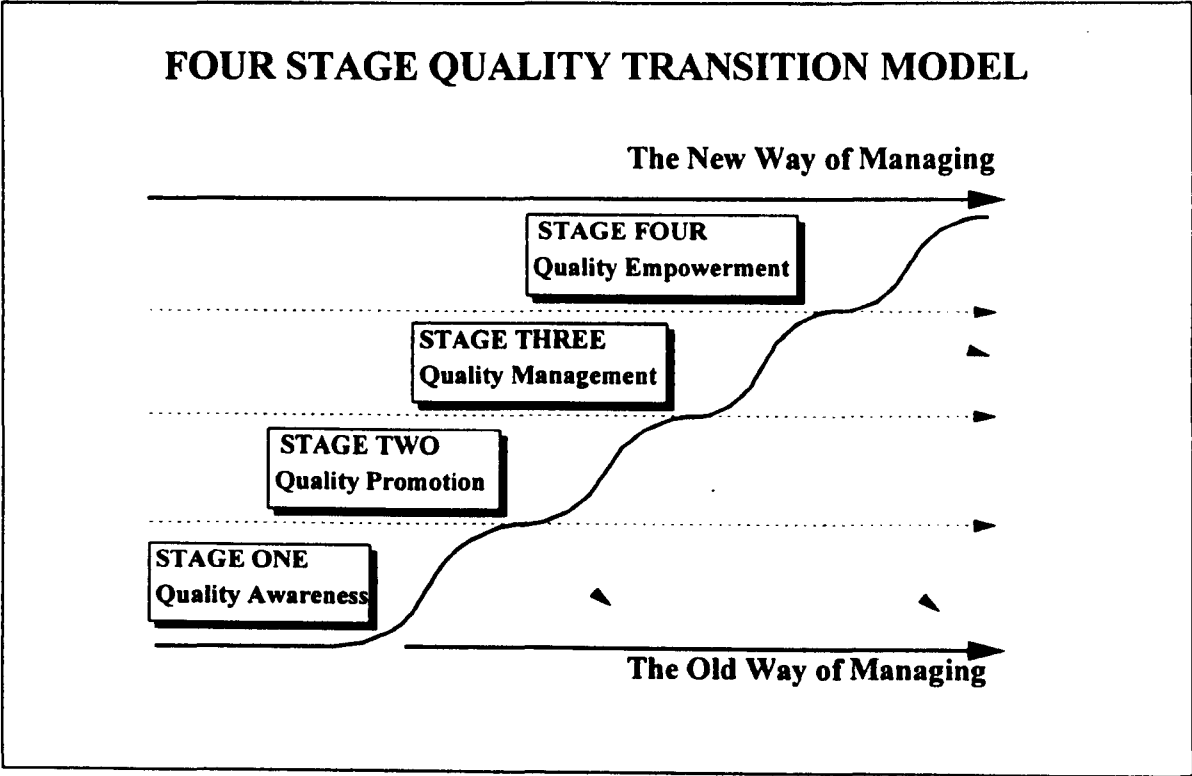 FOUR STAGE QUALITY TRANSITION MODEL
The New Way of Managing
STAGE FOUR
Quality Empowerment
STAGE THREE
Quality Management
STAGE TWO
Quality Promotion
STAGE ONE
Quality Awareness
The Old Way of Managing